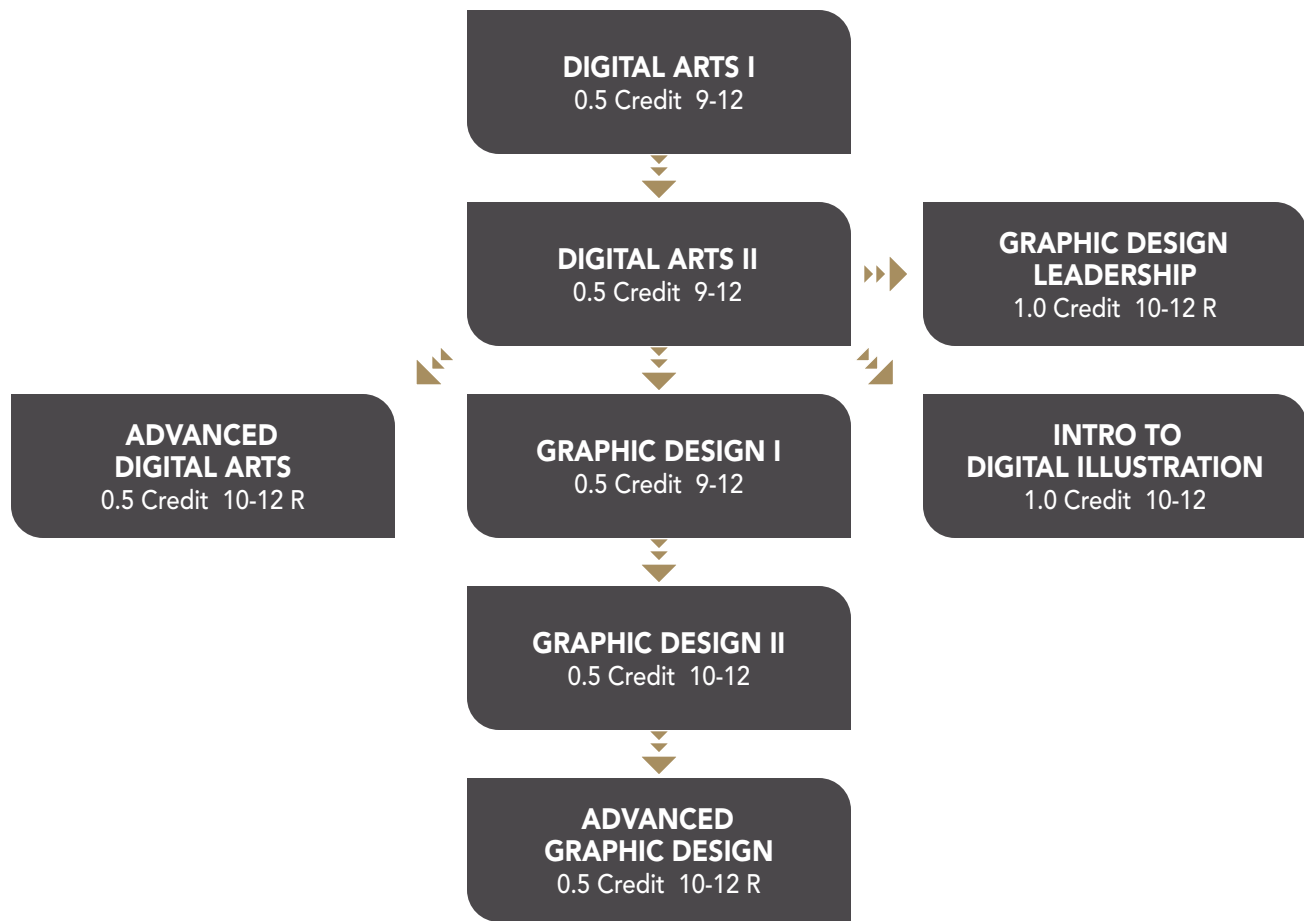 DIGITAL ARTS I
0.5 Credit 9-12
DIGITAL ARTS II
0.5 Credit 9-12
GRAPHIC DESIGN
LEADERSHIP
1.0 Credit 10-12 R
ADVANCED
DIGITAL ARTS
0.5 Credit 10-12 R
GRAPHIC DESIGN I
0.5 Credit 9-12
INTRO TO
DIGITAL ILLUSTRATION
1.0 Credit 10-12
GRAPHIC DESIGN II
0.5 Credit 10-12
ADVANCED
GRAPHIC DESIGN
0.5 Credit 10-12 R